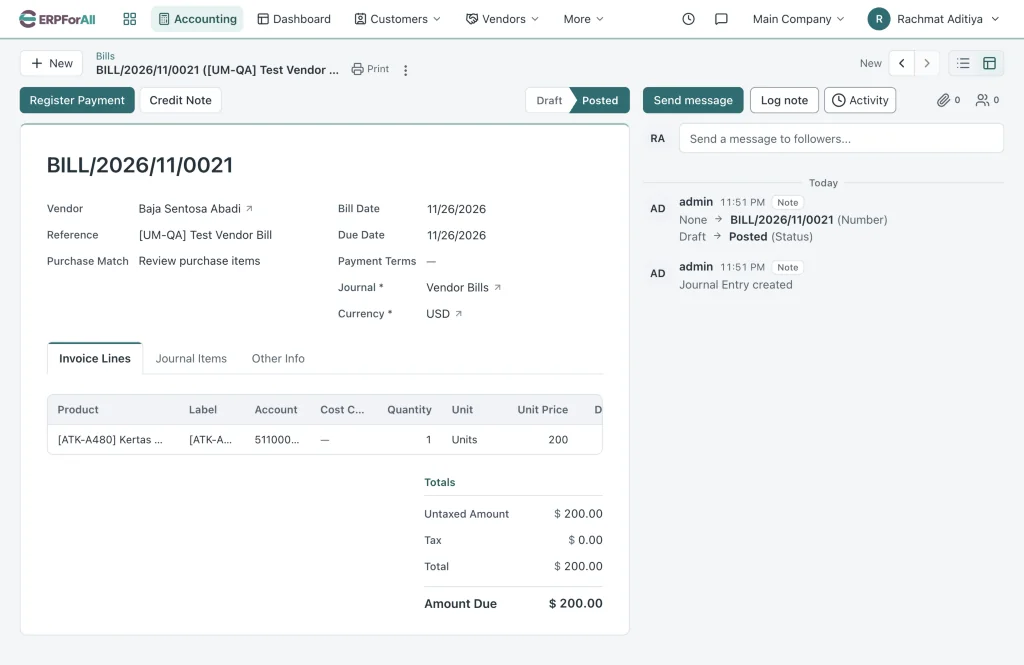 ERPForAll Accounting Dashboard Customers Vendors More Main Company R Rachmat Aditiya
New Bills Print New
BILL/2026/11/0021 ([UM-QA] Test Vendor ...
Register Payment Credit Note Draft Posted Send message Log note Activity 0 0
RA Send a message to followers...
BILL/2026/11/0021
Vendor Baja Sentosa Abadi
Reference [UM-QA] Test Vendor Bill
Purchase Match Review purchase items
Bill Date 11/26/2026
Due Date 11/26/2026
Payment Terms —
Journal * Vendor Bills
Currency * USD
Invoice Lines Journal Items Other Info
Product Label Account Cost C... Quantity Unit Unit Price D
[ATK-A480] Kertas ... [ATK-A... 511000... — 1 Units 200
Totals
Untaxed Amount $ 200.00
Tax $ 0.00
Total $ 200.00
Amount Due $ 200.00
Today
AD admin 11:51 PM Note
None → BILL/2026/11/0021 (Number)
Draft → Posted (Status)
AD admin 11:51 PM Note
Journal Entry created